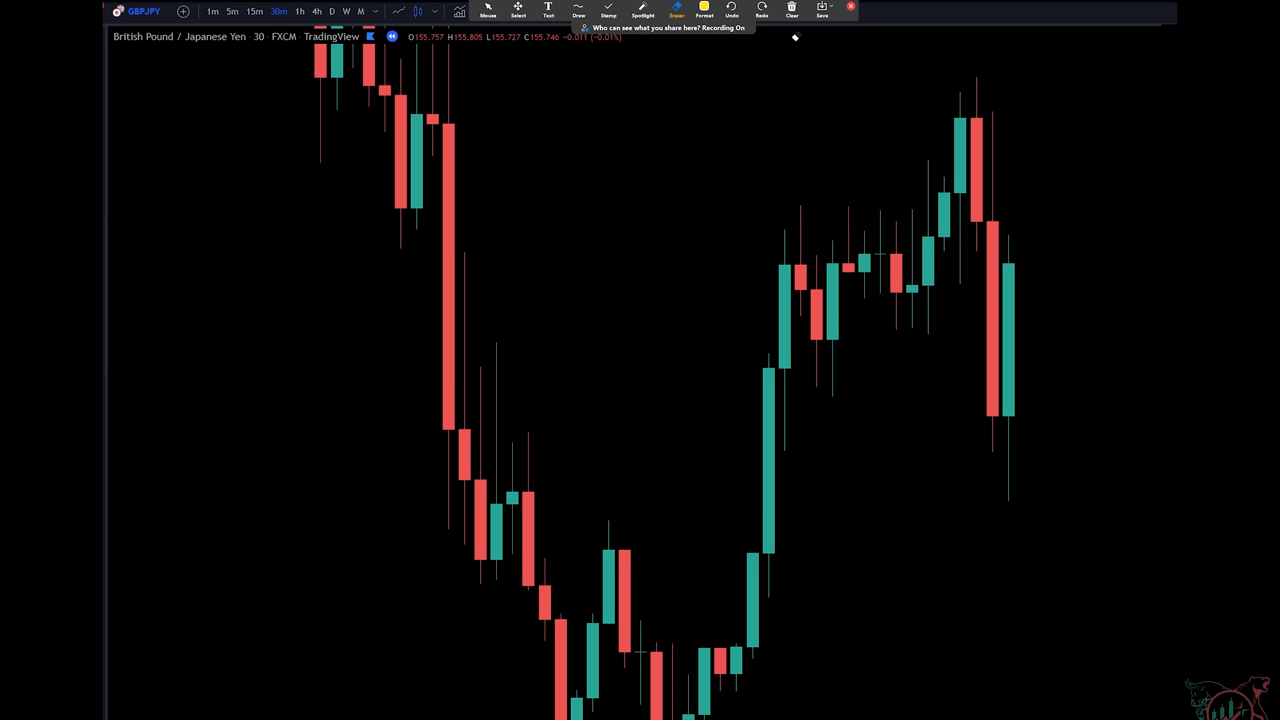 GBPJPY 1m 5m 15m 30m 1h 4h D W M
Mouse Select Text Draw Stamp Spotlight Eraser Format Undo Redo Clear Save
Who can see what you share here? Recording On
British Pound / Japanese Yen · 30 · FXCM · TradingView O155.757 H155.805 L155.727 C155.746 −0.011 (−0.01%)